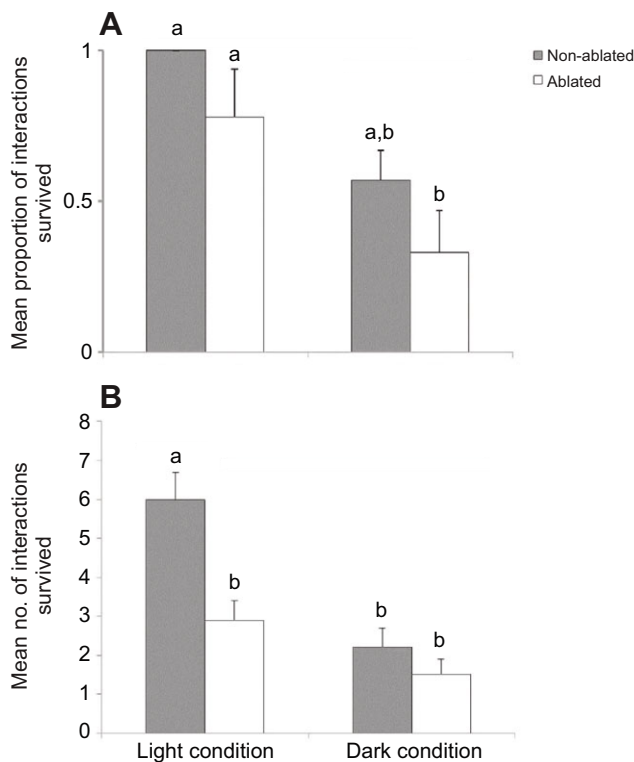 A
a
a
a,b
b
1
0.5
0
Mean proportion of interactions
survived
Non-ablated
Ablated
B
8
7
6
5
4
3
2
1
0
a
b
b
b
Mean no. of interactions
survived
Light condition
Dark condition